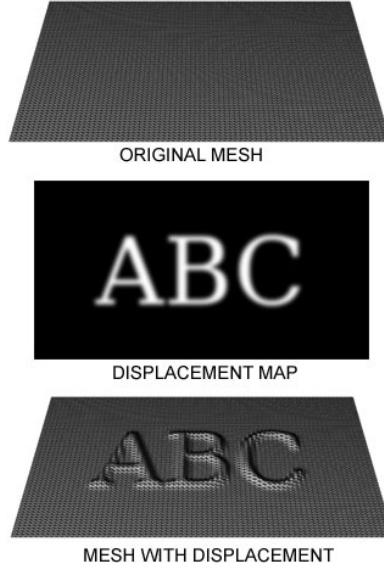 ORIGINAL MESH
ABC
DISPLACEMENT MAP
ABC
MESH WITH DISPLACEMENT